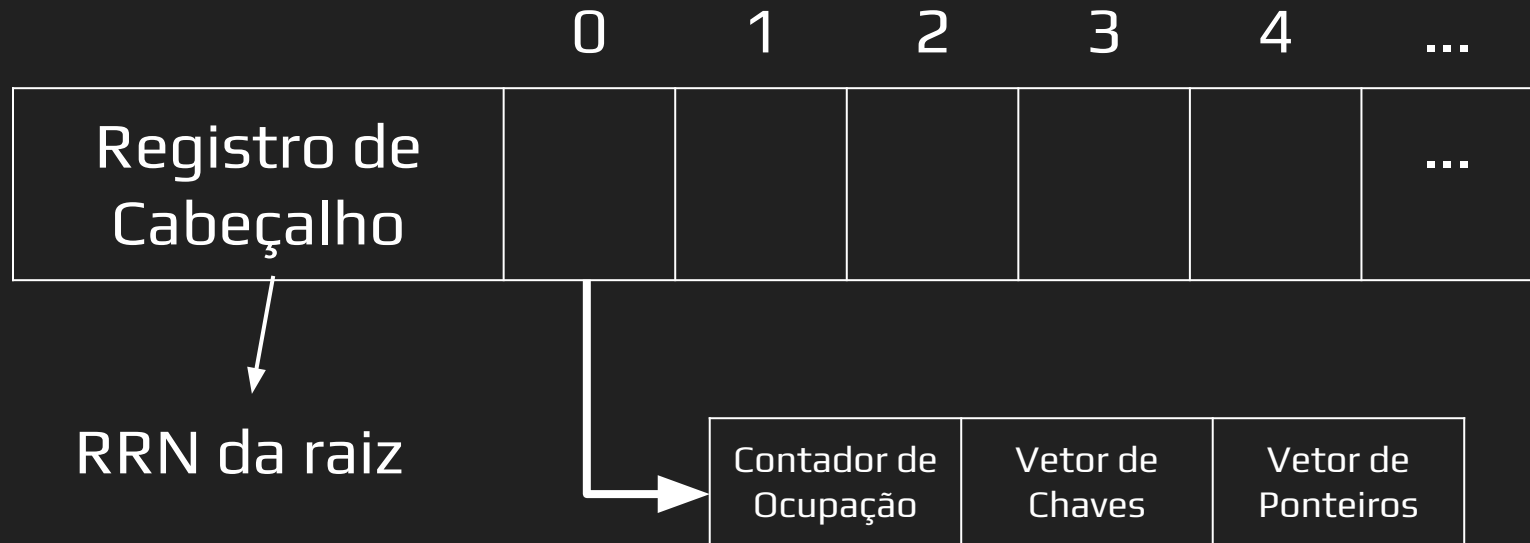 0 1 2 3 4 ...
Registro de
Cabeçalho
...
RRN da raiz
Contador de
Ocupação
Vetor de
Chaves
Vetor de
Ponteiros